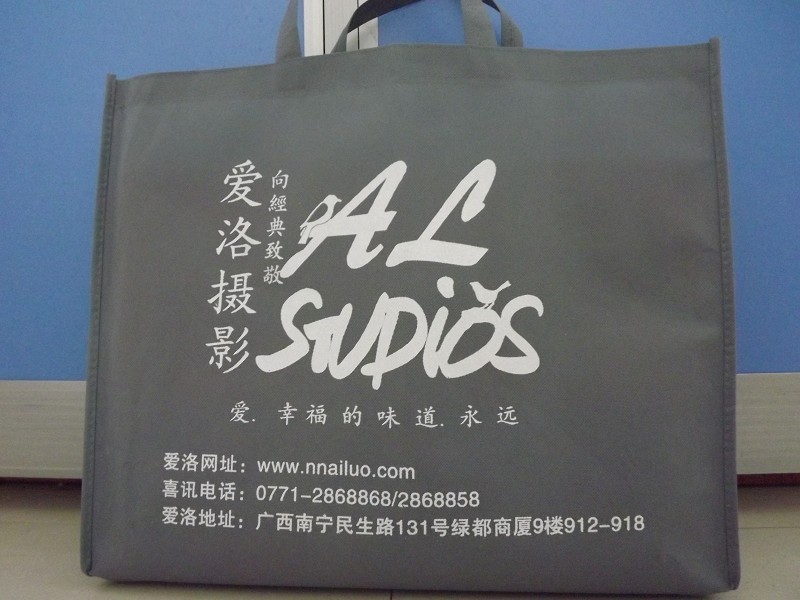 爱洛摄影
向經典致敬
AL
STUDiOS
爱.幸福的味道.永远
爱洛网址：www.nnailuo.com
喜讯电话：0771-2868868/2868858
爱洛地址：广西南宁民生路131号绿都商厦9楼912-918